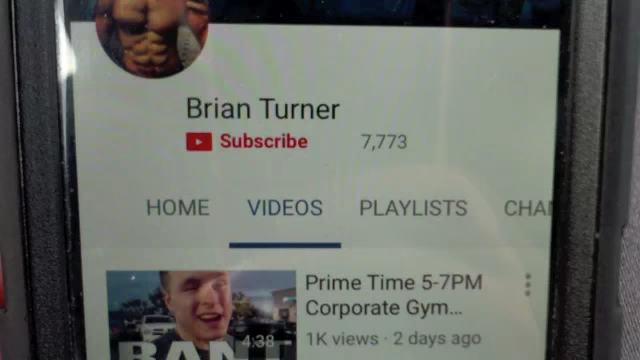 Brian Turner
Subscribe 7,773
HOME VIDEOS PLAYLISTS
Prime Time 5-7PM
Corporate Gym...
4:38
1K views · 2 days ago